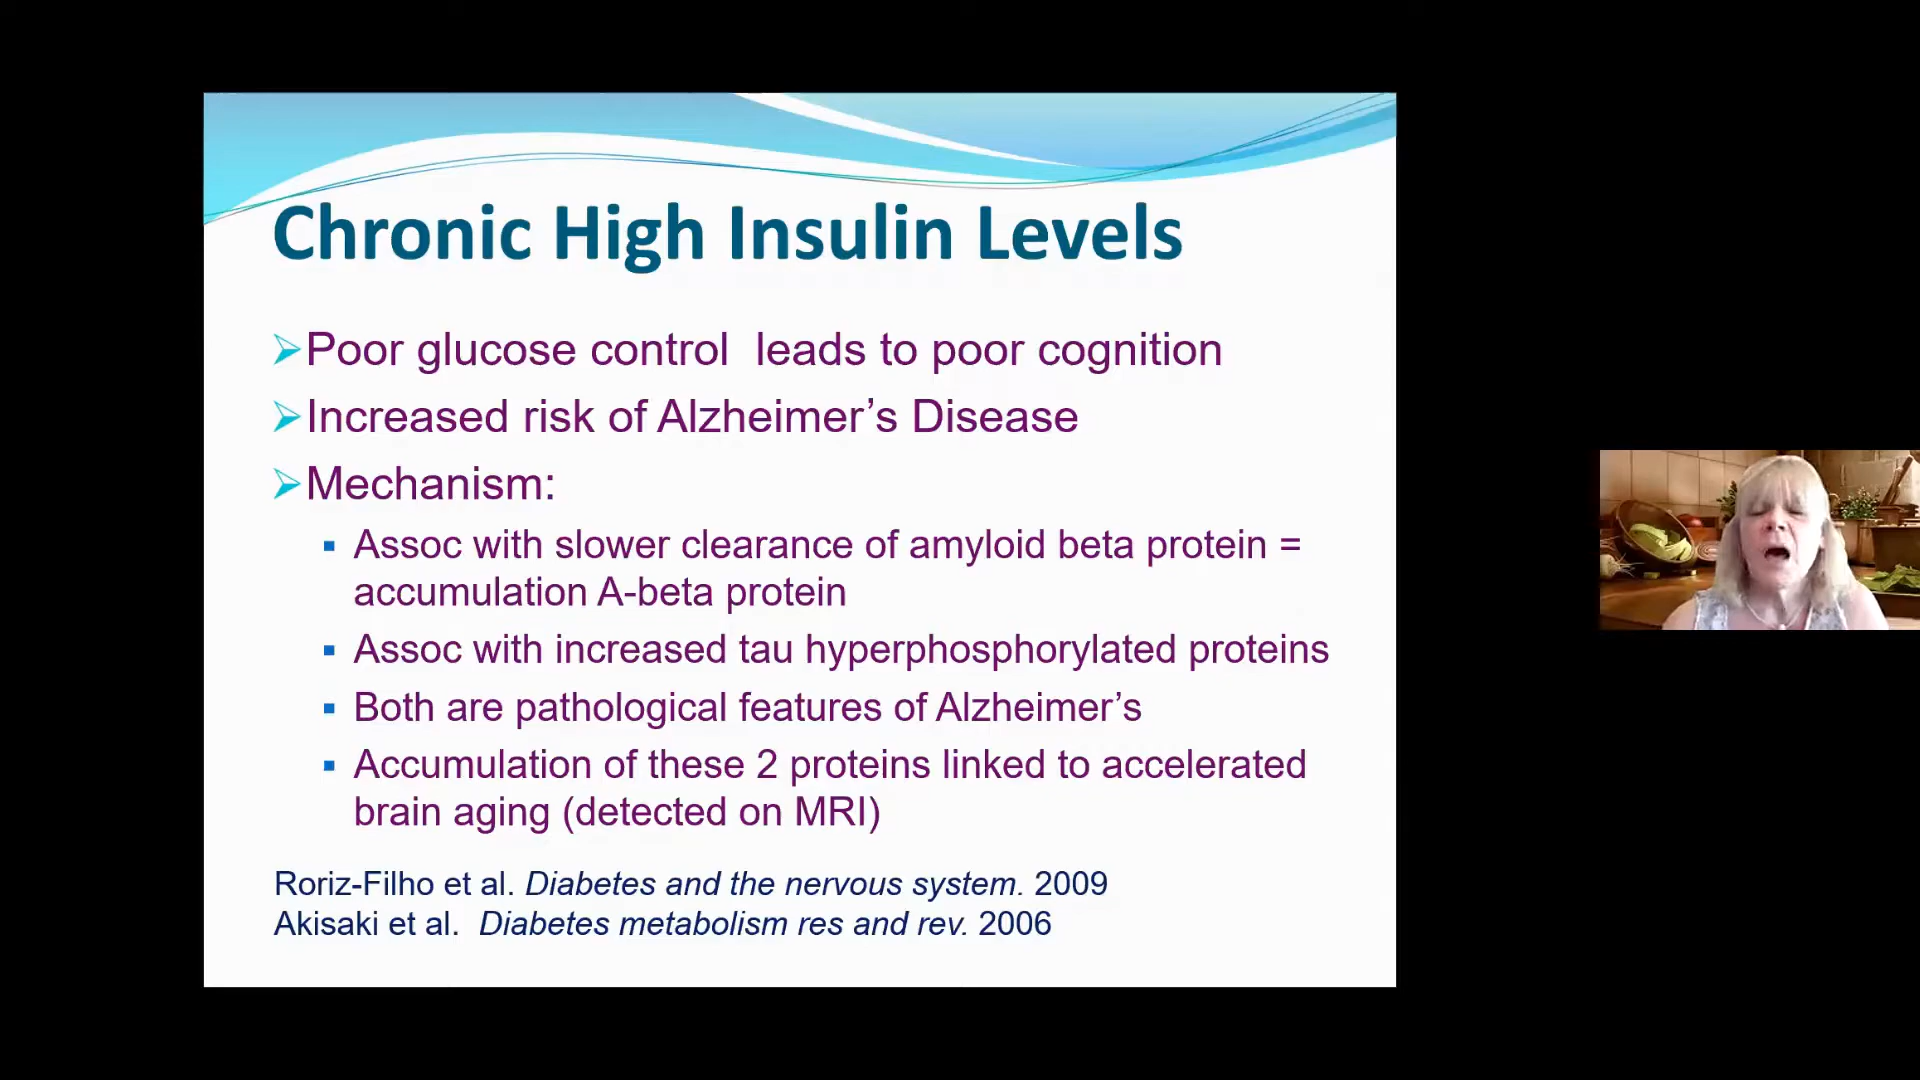 Chronic High Insulin Levels
Poor glucose control leads to poor cognition
Increased risk of Alzheimer’s Disease
Mechanism:
Assoc with slower clearance of amyloid beta protein =
accumulation A-beta protein
Assoc with increased tau hyperphosphorylated proteins
Both are pathological features of Alzheimer’s
Accumulation of these 2 proteins linked to accelerated
brain aging (detected on MRI)
Roriz-Filho et al. Diabetes and the nervous system. 2009
Akisaki et al. Diabetes metabolism res and rev. 2006